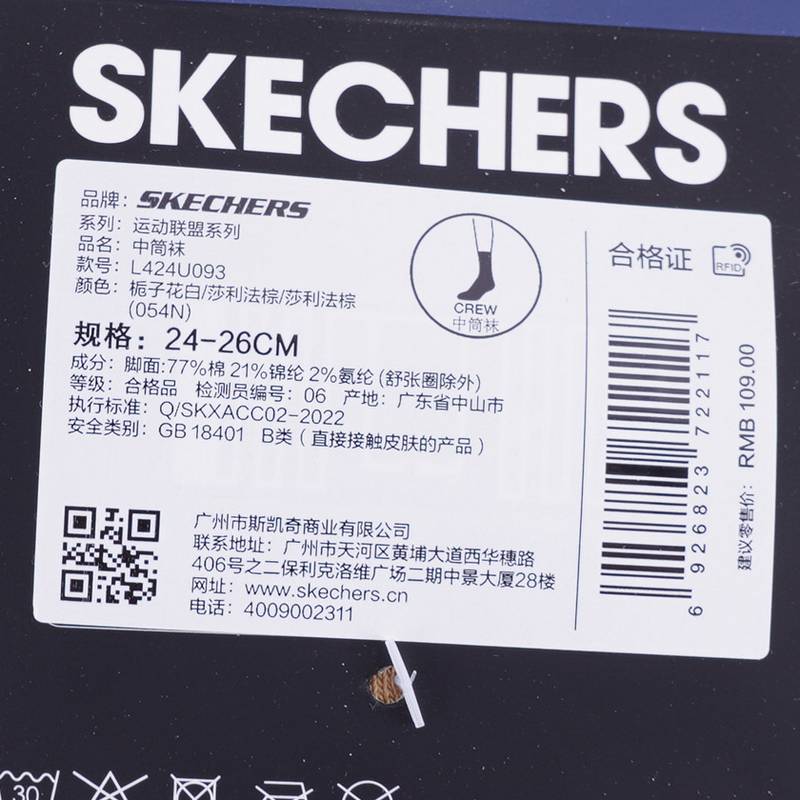 SKECHERS
品牌: SKECHERS
系列: 运动联盟系列
品名: 中筒袜
款号: L424U093
颜色: 栀子花白/莎利法棕/莎利法棕
(054N)
规格: 24-26CM
成分: 脚面:77%棉 21%锦纶 2%氨纶 (舒张圈除外)
等级: 合格品 检测员编号: 06 产地: 广东省中山市
执行标准: Q/SKXACC02-2022
安全类别: GB 18401 B类 (直接接触皮肤的产品)
CREW
中筒袜
合格证
RFID
6 926823 722117
建议零售价: RMB 109.00
广州市斯凯奇商业有限公司
联系地址: 广州市天河区黄埔大道西华穗路
406号之二保利克洛维广场二期中景大厦28楼
网址: www.skechers.cn
电话: 4009002311
30